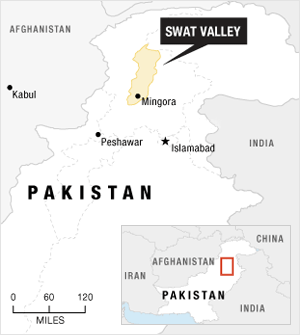 AFGHANISTAN
SWAT VALLEY
Kabul
Mingora
Peshawar
Islamabad
INDIA
PAKISTAN
0 60 120
MILES
CHINA
AFGHANISTAN
IRAN
PAKISTAN
INDIA